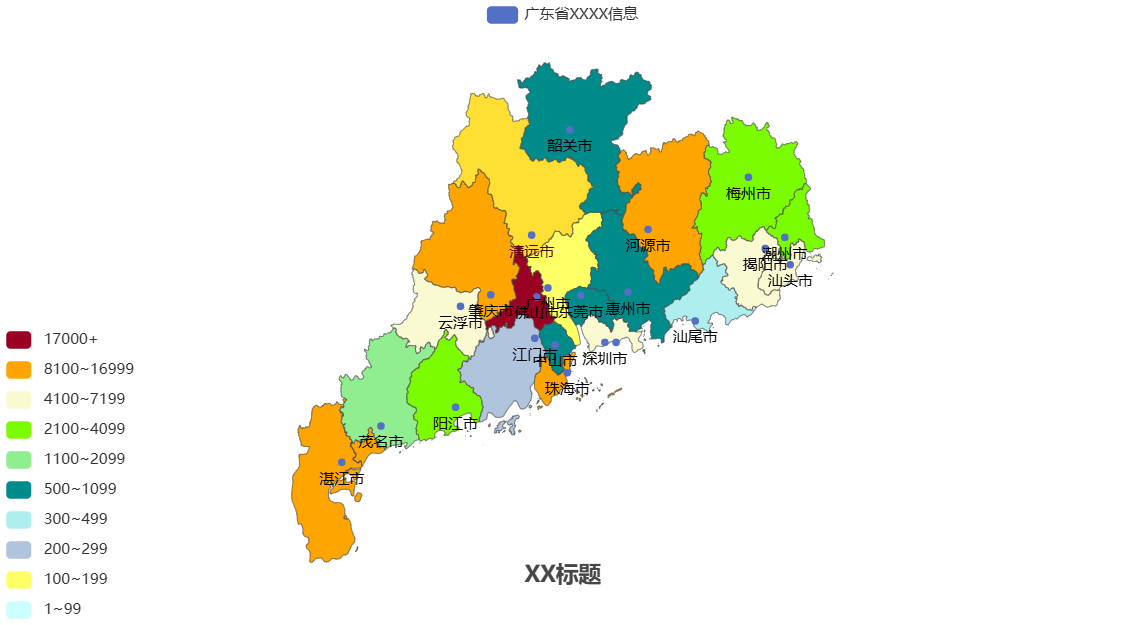 广东省XXXX信息
韶关市
梅州市
河源市
清远市
潮州市
揭阳市
汕头市
广州市
肇庆市
佛山市
东莞市
惠州市
云浮市
汕尾市
江门市
中山市
深圳市
珠海市
阳江市
茂名市
湛江市
17000+
8100~16999
4100~7199
2100~4099
1100~2099
500~1099
300~499
200~299
100~199
1~99
XX标题